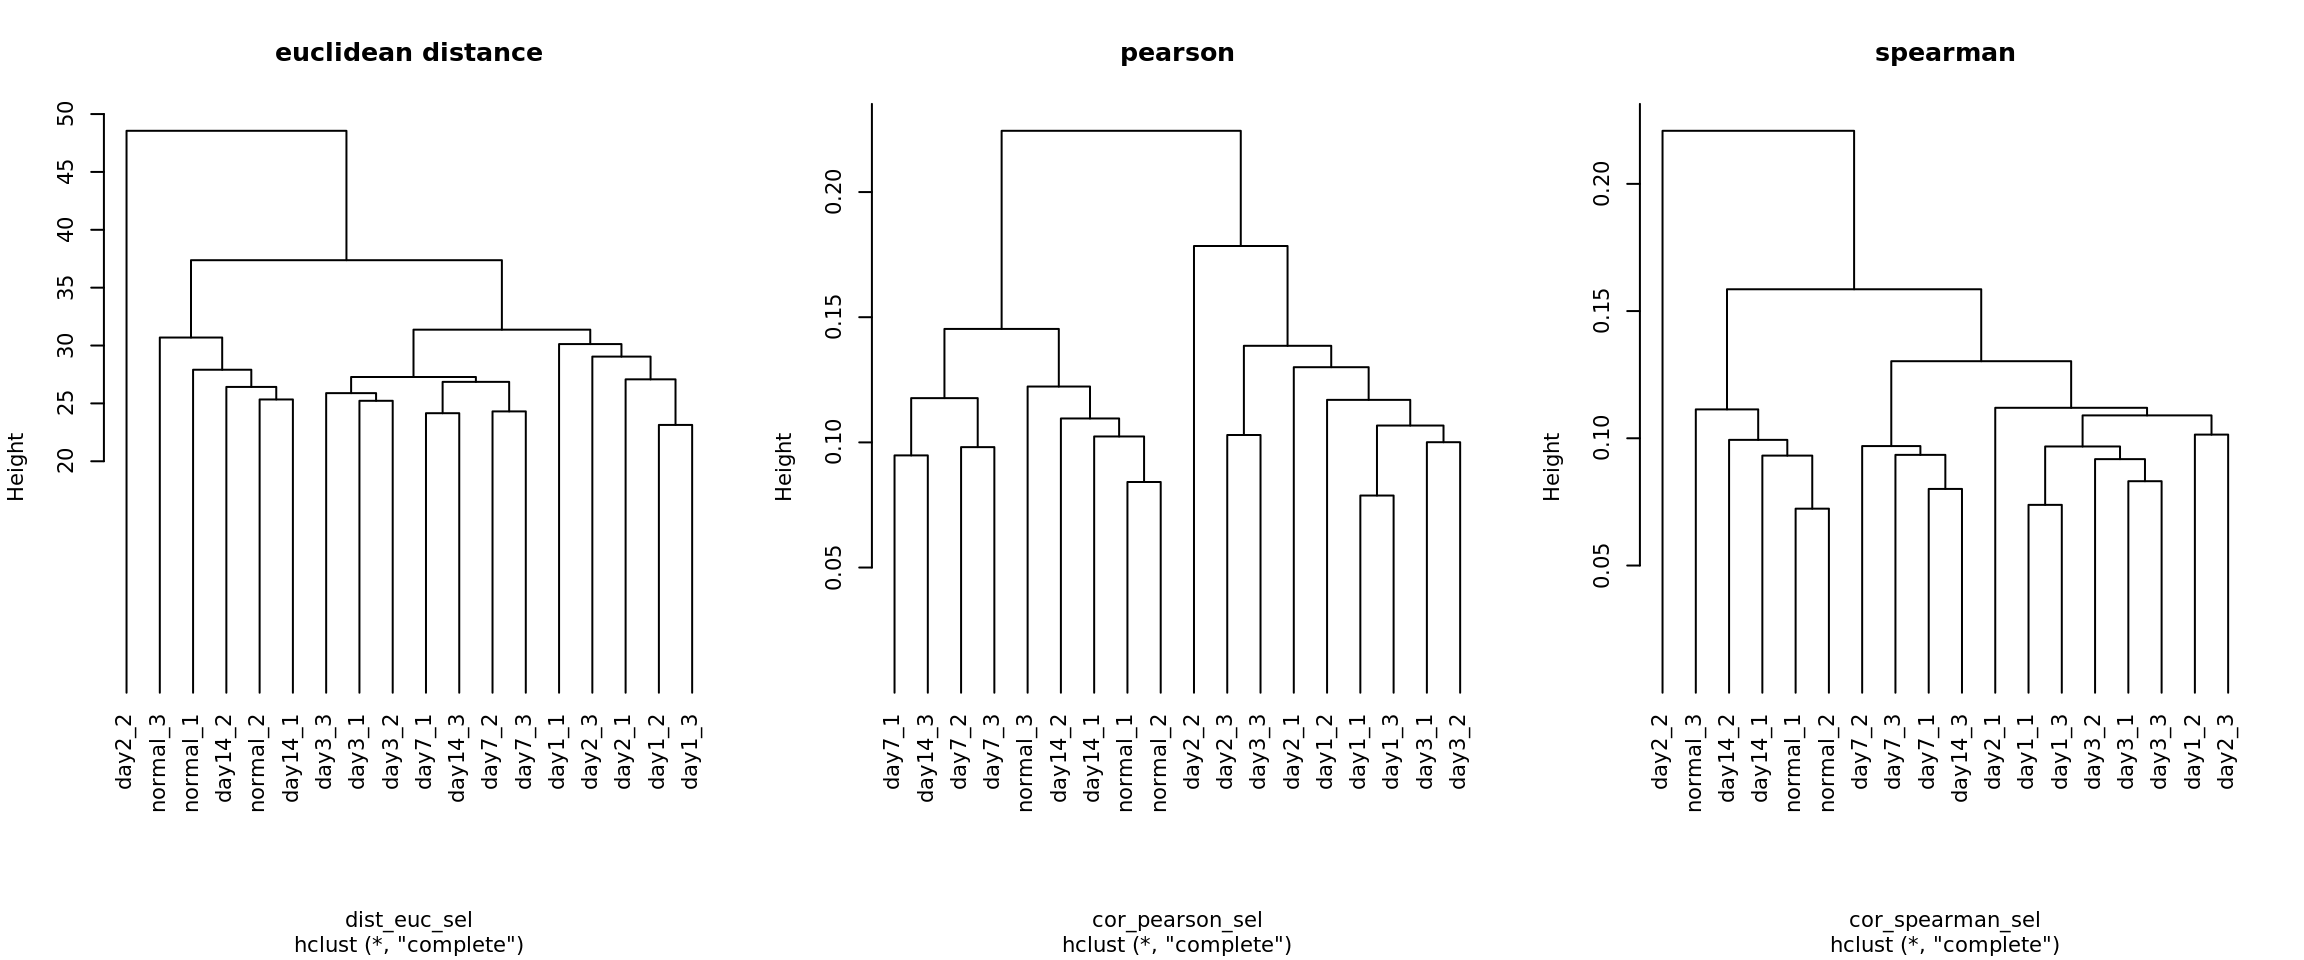 euclidean distance
50
45
40
35
30
25
20
Height
day2_2
normal_3
normal_1
day14_2
normal_2
day14_1
day3_3
day3_1
day3_2
day7_1
day14_3
day7_2
day7_3
day1_1
day2_3
day2_1
day1_2
day1_3
dist_euc_sel
hclust (*, "complete")
pearson
0.20
0.15
0.10
0.05
Height
day7_1
day14_3
day7_2
day7_3
normal_3
day14_2
day14_1
normal_1
normal_2
day2_2
day2_3
day3_3
day2_1
day1_2
day1_1
day1_3
day3_1
day3_2
cor_pearson_sel
hclust (*, "complete")
spearman
0.20
0.15
0.10
0.05
Height
day2_2
normal_3
day14_2
day14_1
normal_1
normal_2
day7_2
day7_3
day7_1
day14_3
day2_1
day1_1
day1_3
day3_2
day3_1
day3_3
day1_2
day2_3
cor_spearman_sel
hclust (*, "complete")